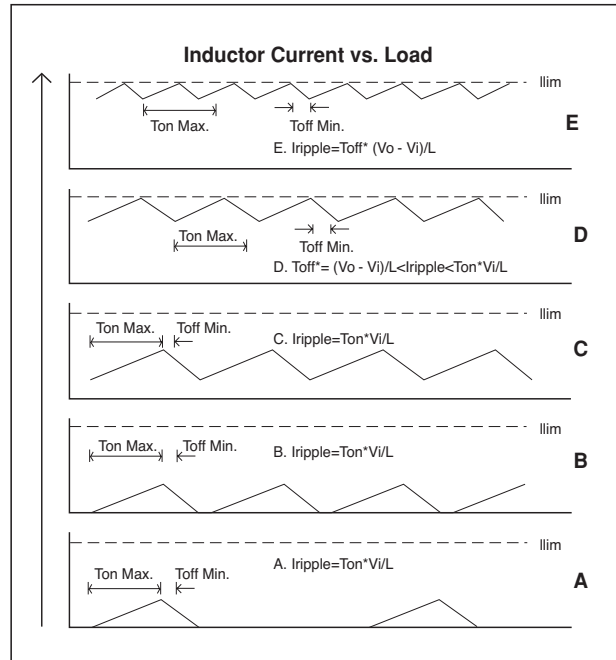 Inductor Current vs. Load
Ilim
Ton Max.
Toff Min.
E
E. Iripple=Toff* (Vo - Vi)/L
Ilim
Ton Max.
Toff Min.
D
D. Toff*= (Vo - Vi)/L<Iripple<Ton*Vi/L
Ilim
Ton Max.
Toff Min.
C. Iripple=Ton*Vi/L
C
Ilim
Ton Max.
Toff Min.
B. Iripple=Ton*Vi/L
B
Ilim
A. Iripple=Ton*Vi/L
Ton Max.
Toff Min.
A